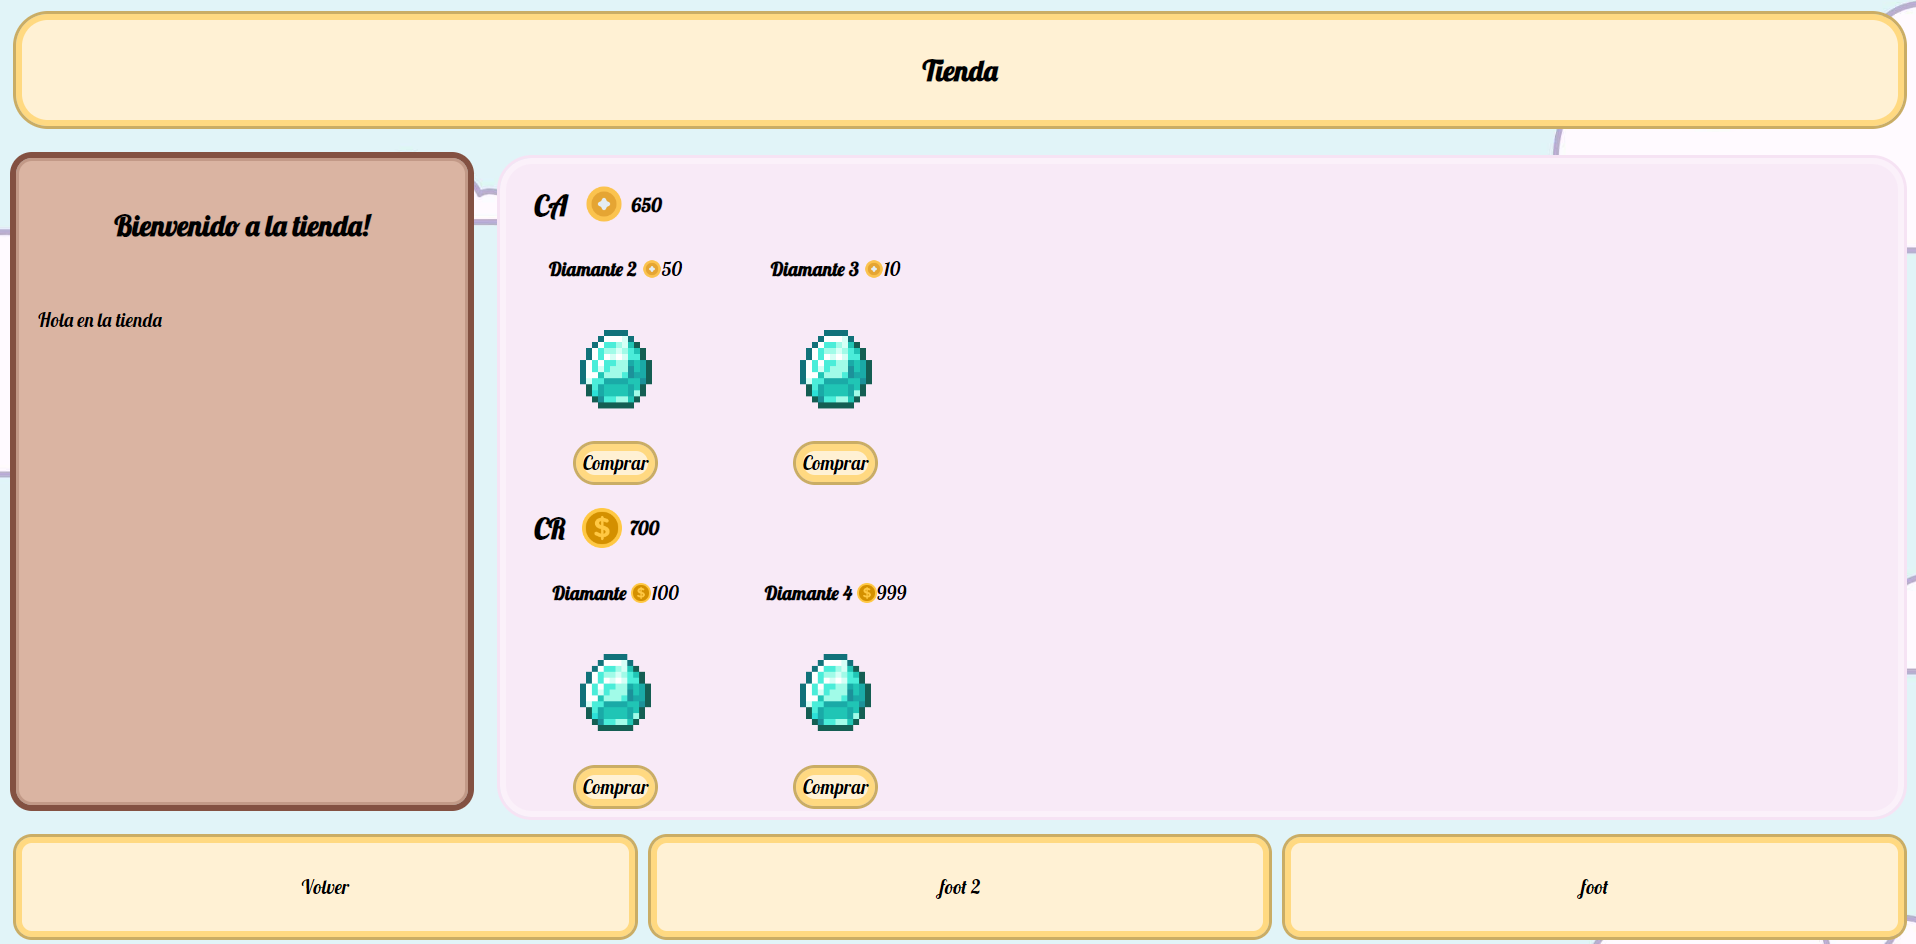 Tienda
Bienvenido a la tienda!
Hola en la tienda
CA 650
Diamante 2 50
Diamante 3 10
Comprar
Comprar
CR $ 700
Diamante $100
Diamante 4 $999
Comprar
Comprar
Volver
foot 2
foot